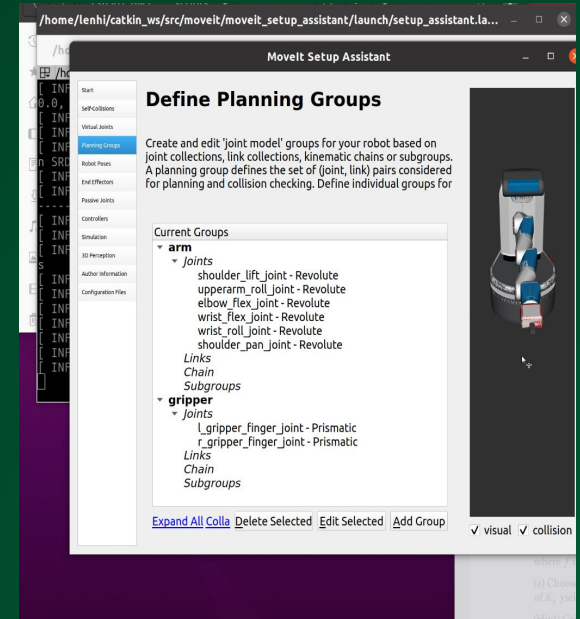 /home/lenhi/catkin_ws/src/moveit/moveit_setup_assistant/launch/setup_assistant.la...
MoveIt Setup Assistant
Start
Self-Collisions
Virtual Joints
Planning Groups
Robot Poses
End Effectors
Passive Joints
Controllers
Simulation
3D Perception
Author Information
Configuration Files
Define Planning Groups
Create and edit 'joint model' groups for your robot based on
joint collections, link collections, kinematic chains or subgroups.
A planning group defines the set of (joint, link) pairs considered
for planning and collision checking. Define individual groups for
Current Groups
arm
Joints
shoulder_lift_joint - Revolute
upperarm_roll_joint - Revolute
elbow_flex_joint - Revolute
wrist_flex_joint - Revolute
wrist_roll_joint - Revolute
shoulder_pan_joint - Revolute
Links
Chain
Subgroups
gripper
Joints
l_gripper_finger_joint - Prismatic
r_gripper_finger_joint - Prismatic
Links
Chain
Subgroups
Expand All Colla Delete Selected Edit Selected Add Group
visual collision